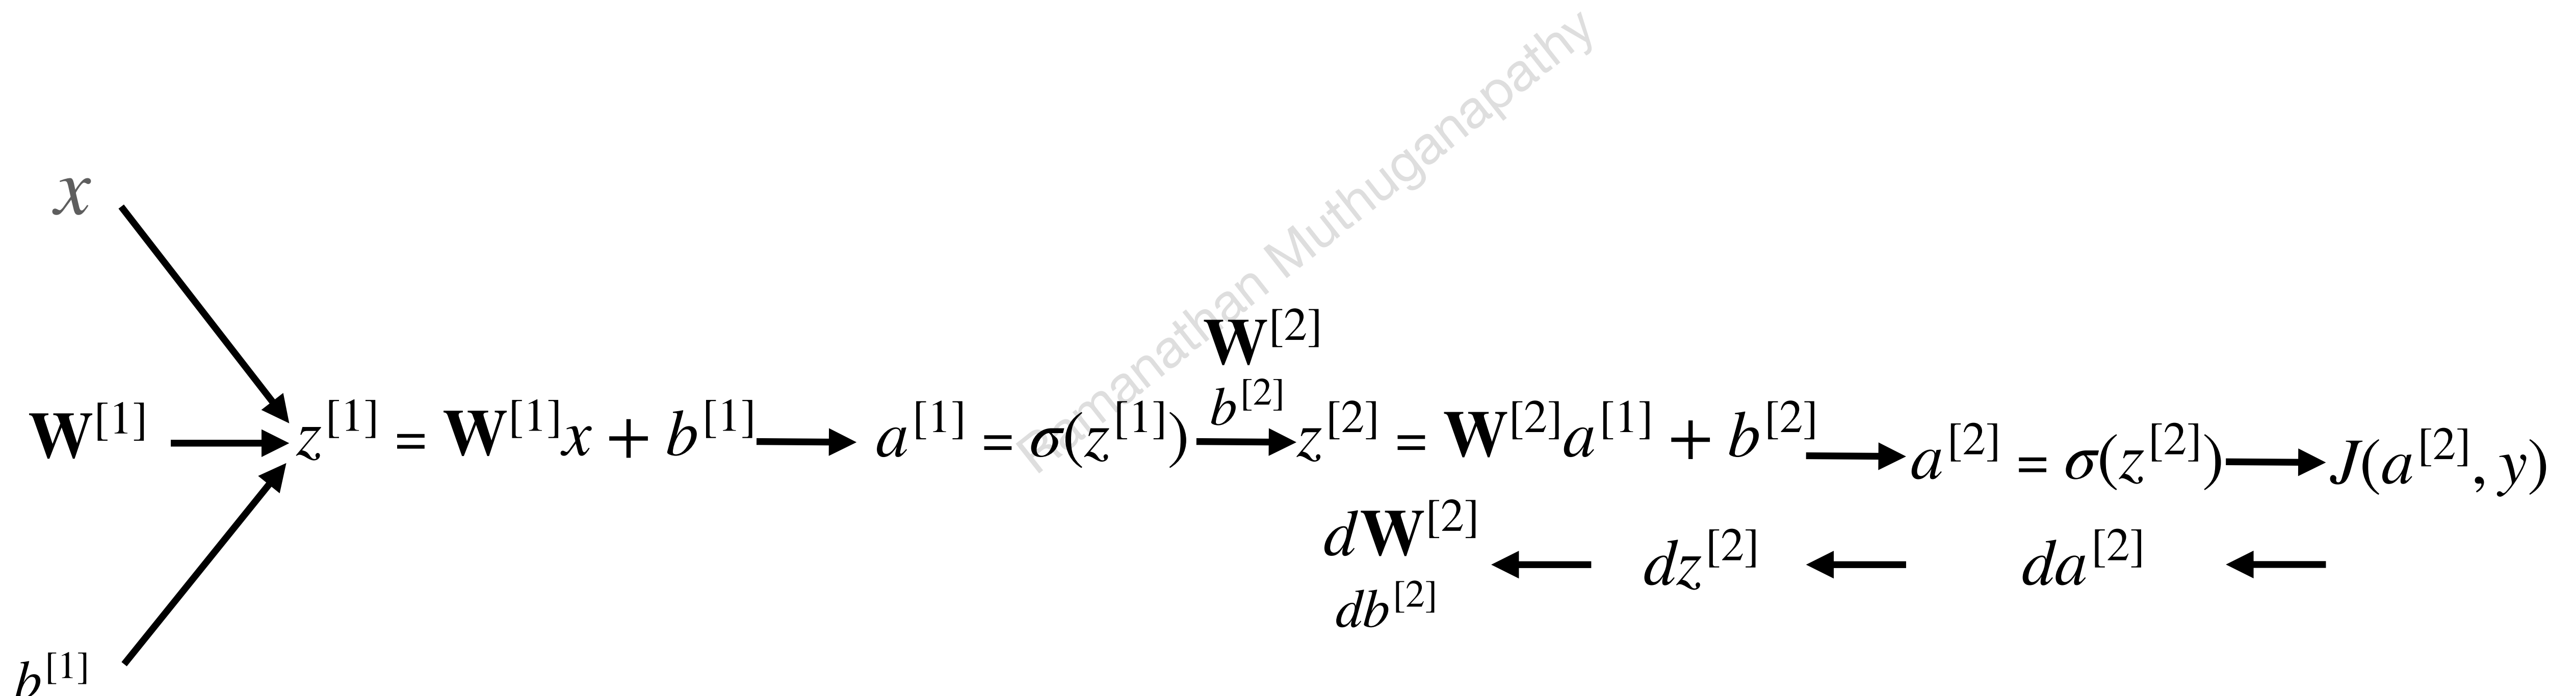 Ramanathan Muthuganapathy
x
W^[2]
b^[2]
W^[1] → z^[1] = W^[1]x + b^[1] → a^[1] = σ(z^[1]) → z^[2] = W^[2]a^[1] + b^[2] → a^[2] = σ(z^[2]) → J(a^[2], y)
dW^[2] ← dz^[2] ← da^[2] ←
db^[2]
b^[1]